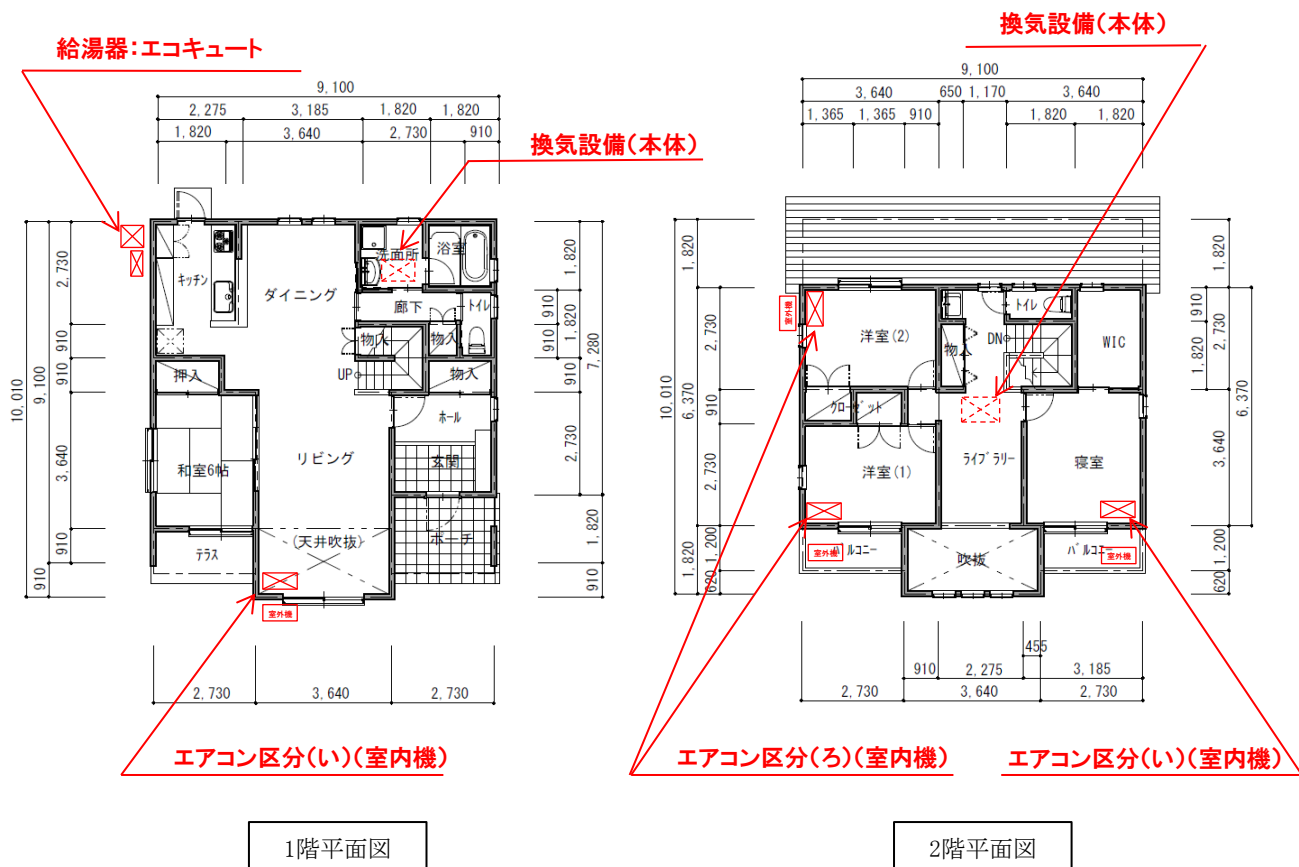 給湯器:エコキュート
換気設備(本体)
9,100
2,275 3,185 1,820 1,820
1,820 3,640 2,730 910
換気設備(本体)
9,100
3,640 650 1,170 3,640
1,365 1,365 910 1,820 1,820
10,010
9,100
2,730
910
910
3,640
910
910
キッチン
ダイニング
洗面所
浴室
廊下
トイレ
物入
物入
押入
UP
物入
ホール
和室6帖
リビング
玄関
テラス
(天井吹抜)
ポーチ
室外機
1,820
910
910
1,820
910
2,730
1,820
910
7,280
2,730 3,640 2,730
エアコン区分(い)(室内機)
1階平面図
10,010
1,820
6,370
1,820
2,730
910
2,730
1,200
620
室外機
洋室(2)
トイレ
DN
物入
WIC
クローゼット
洋室(1)
ライブラリー
寝室
室外機
バルコニー
吹抜
バルコニー
室外機
910
1,820
1,820
2,730
3,640
1,200
620
6,370
455
910 2,275 3,185
2,730 3,640 2,730
エアコン区分(ろ)(室内機)
エアコン区分(い)(室内機)
2階平面図